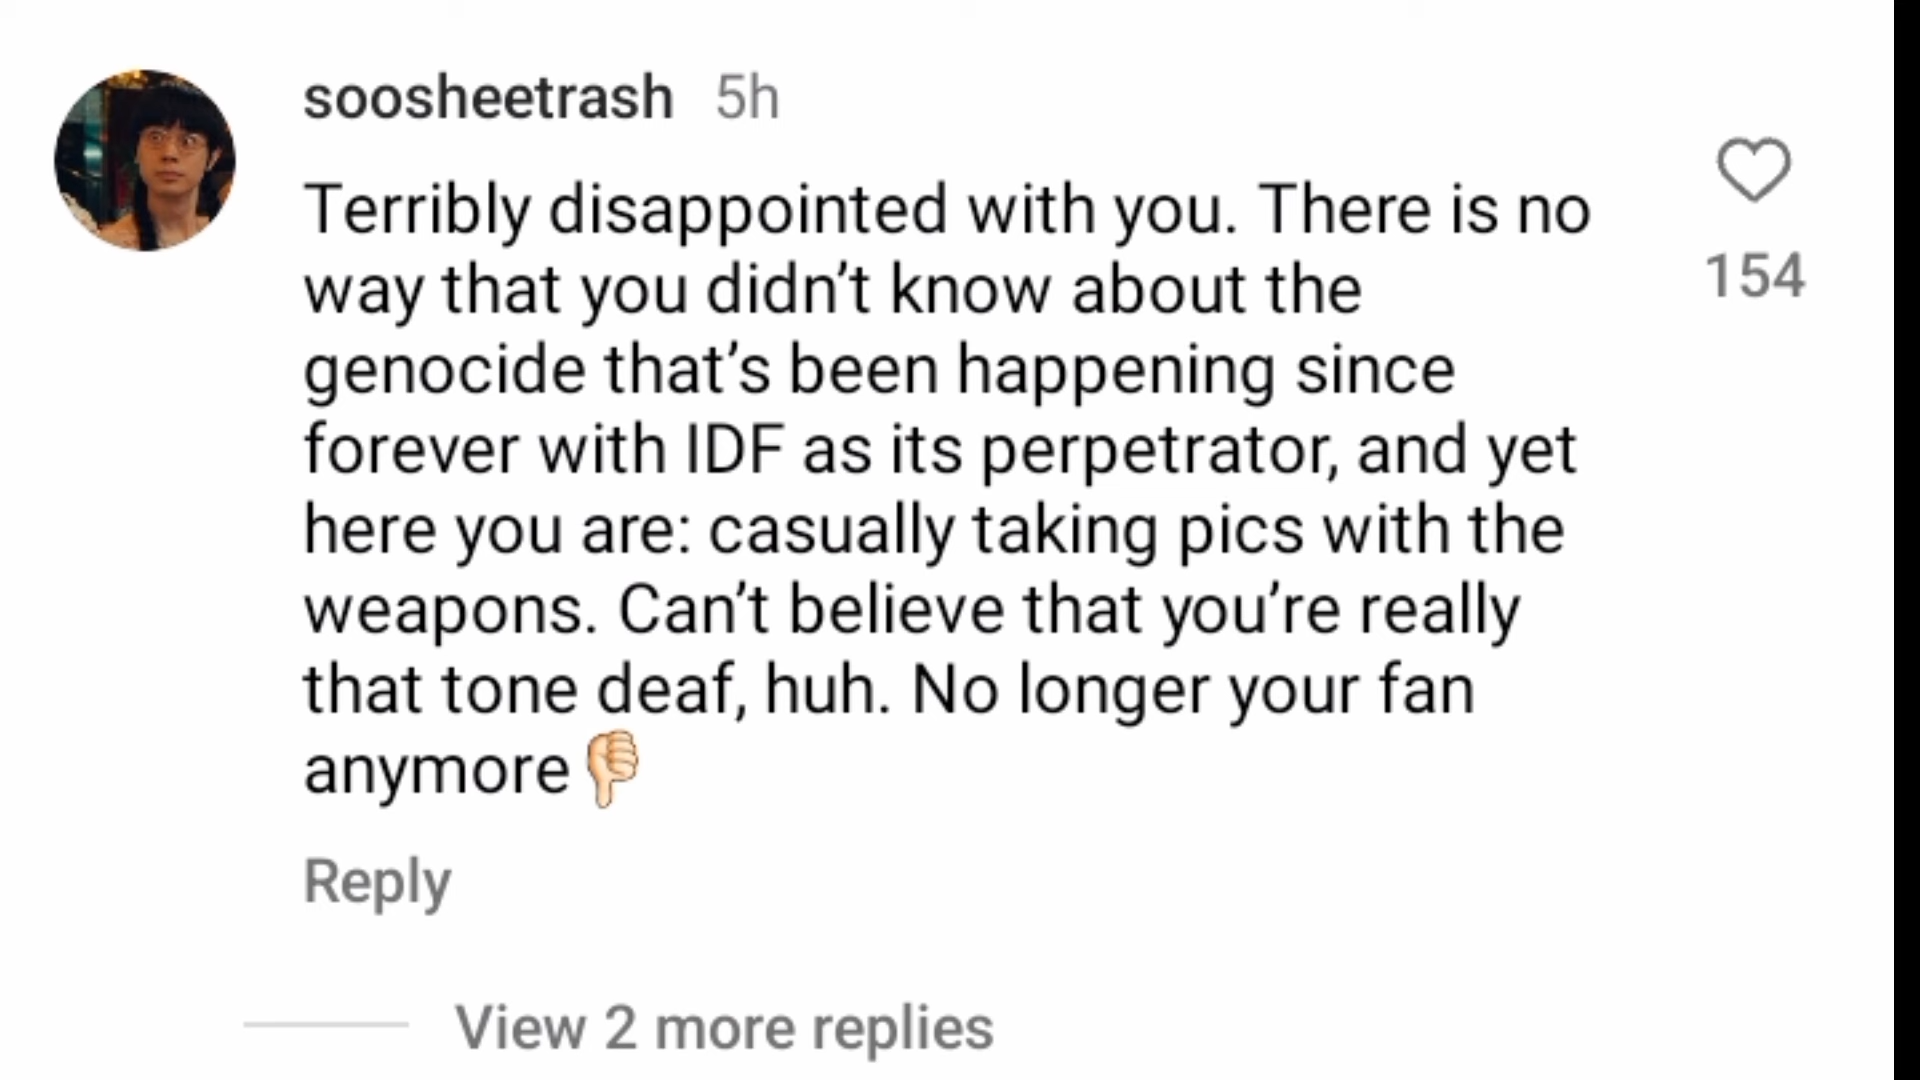 soosheetrash 5h
Terribly disappointed with you. There is no
way that you didn’t know about the
genocide that’s been happening since
forever with IDF as its perpetrator, and yet
here you are: casually taking pics with the
weapons. Can’t believe that you’re really
that tone deaf, huh. No longer your fan
anymore👎🏻
154
Reply
View 2 more replies